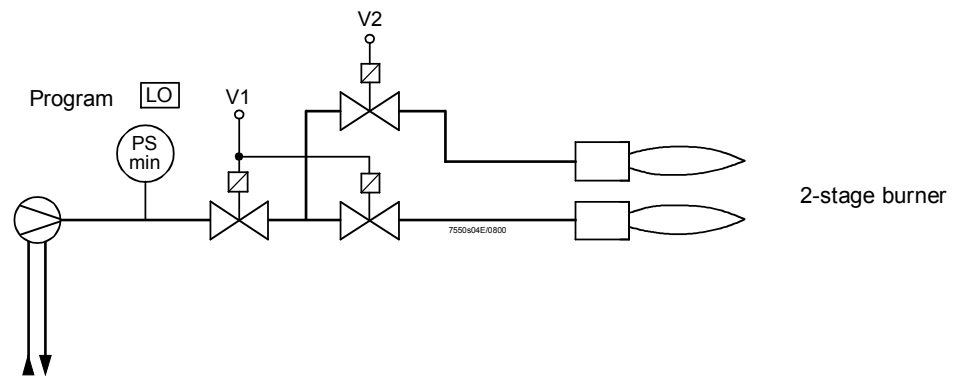 V2
Program LO
V1
PS
min
2-stage burner
7550s04E/0800